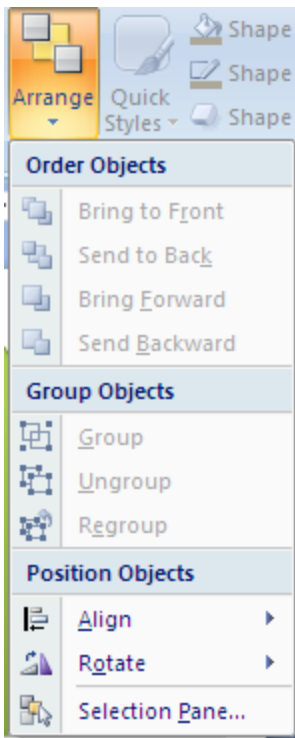 Shape
Shape
Arrange Quick
Styles Shape
Order Objects
Bring to Front
Send to Back
Bring Forward
Send Backward
Group Objects
Group
Ungroup
Regroup
Position Objects
Align
Rotate
Selection Pane...